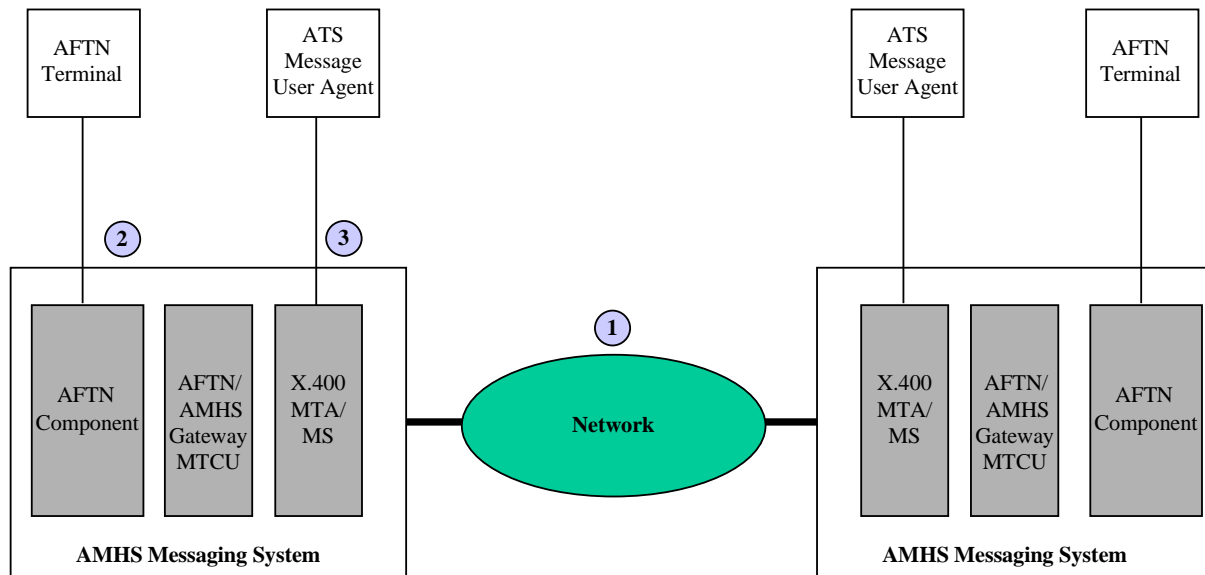 AFTN
Terminal
ATS
Message
User Agent
ATS
Message
User Agent
AFTN
Terminal
2
3
1
AFTN
Component
AFTN/
AMHS
Gateway
MTCU
X.400
MTA/
MS
Network
X.400
MTA/
MS
AFTN/
AMHS
Gateway
MTCU
AFTN
Component
AMHS Messaging System
AMHS Messaging System